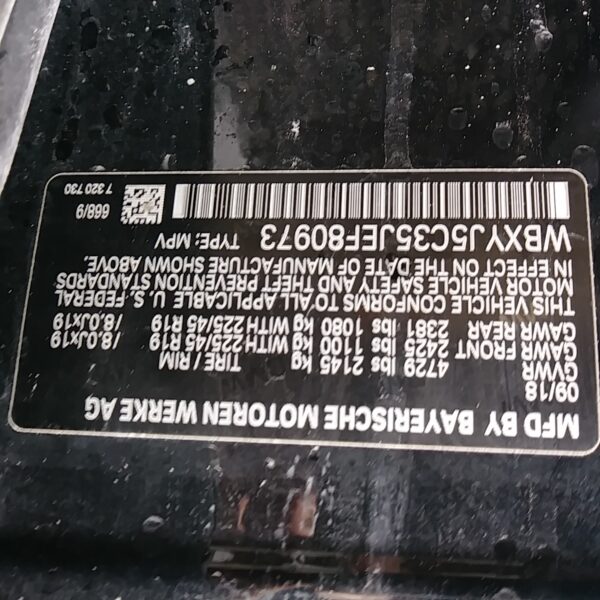 MFD BY BAYERISCHE MOTOREN WERKE AG
09/18 TIRE / RIM
GVWR 4729 lbs 2145 kg
GAWR FRONT 2425 lbs 1100 kg WITH 225/45 R19 /8.0Jx19
GAWR REAR 2381 lbs 1080 kg WITH 225/45 R19 /8.0Jx19
THIS VEHICLE CONFORMS TO ALL APPLICABLE U. S. FEDERAL
MOTOR VEHICLE SAFETY AND THEFT PREVENTION STANDARDS
IN EFFECT ON THE DATE OF MANUFACTURE SHOWN ABOVE.
WBXYJ5C35JEF80973 TYPE: MPV
668/9
7 320 730